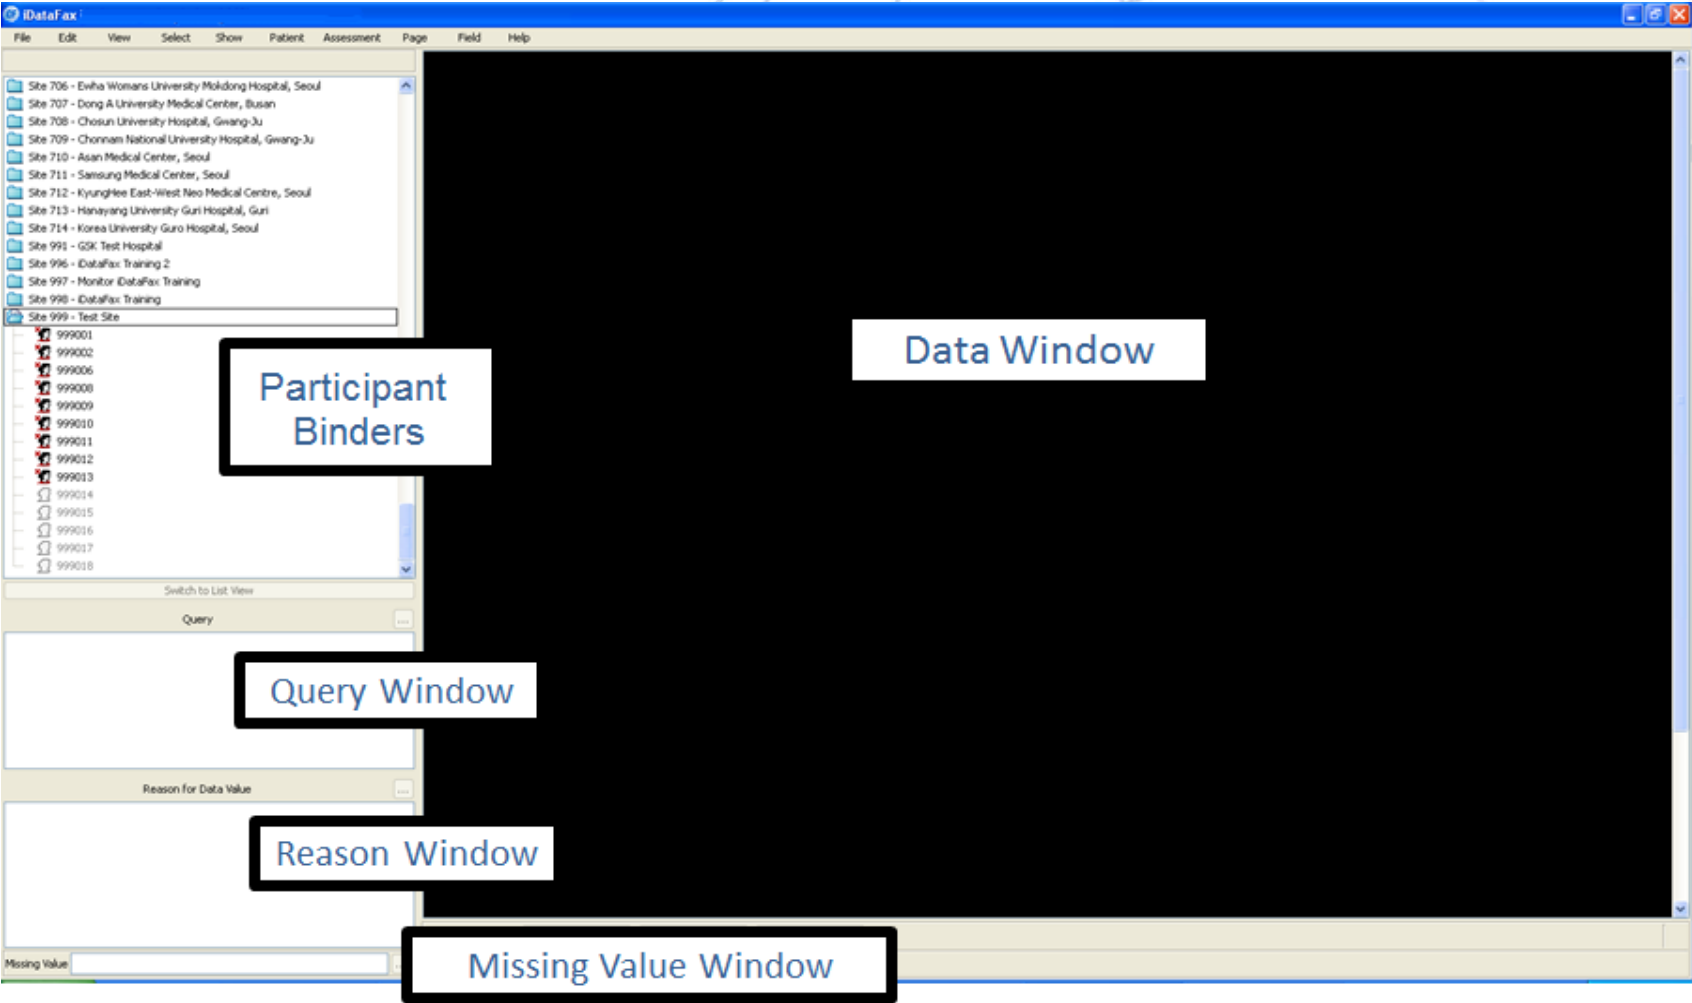 iDataFax
File Edit View Select Show Patient Assessment Page Field Help
Site 706 - Ewha Womans University Mokdong Hospital, Seoul
Site 707 - Dong A University Medical Center, Busan
Site 708 - Chosun University Hospital, Gwang-Ju
Site 709 - Chonnam National University Hospital, Gwang-Ju
Site 710 - Asan Medical Center, Seoul
Site 711 - Samsung Medical Center, Seoul
Site 712 - KyungHee East-West Neo Medical Centre, Seoul
Site 713 - Hanayang University Guri Hospital, Guri
Site 714 - Korea University Guro Hospital, Seoul
Site 991 - GSK Test Hospital
Site 996 - iDataFax Training 2
Site 997 - Monitor iDataFax Training
Site 998 - iDataFax Training
Site 999 - Test Site
999001
999002
999006
999008
999009
999010
999011
999012
999013
999014
999015
999016
999017
999018
Participant
Binders
Data Window
Switch to List View
Query ...
Query Window
Reason for Data Value ...
Reason Window
Missing Value
Missing Value Window